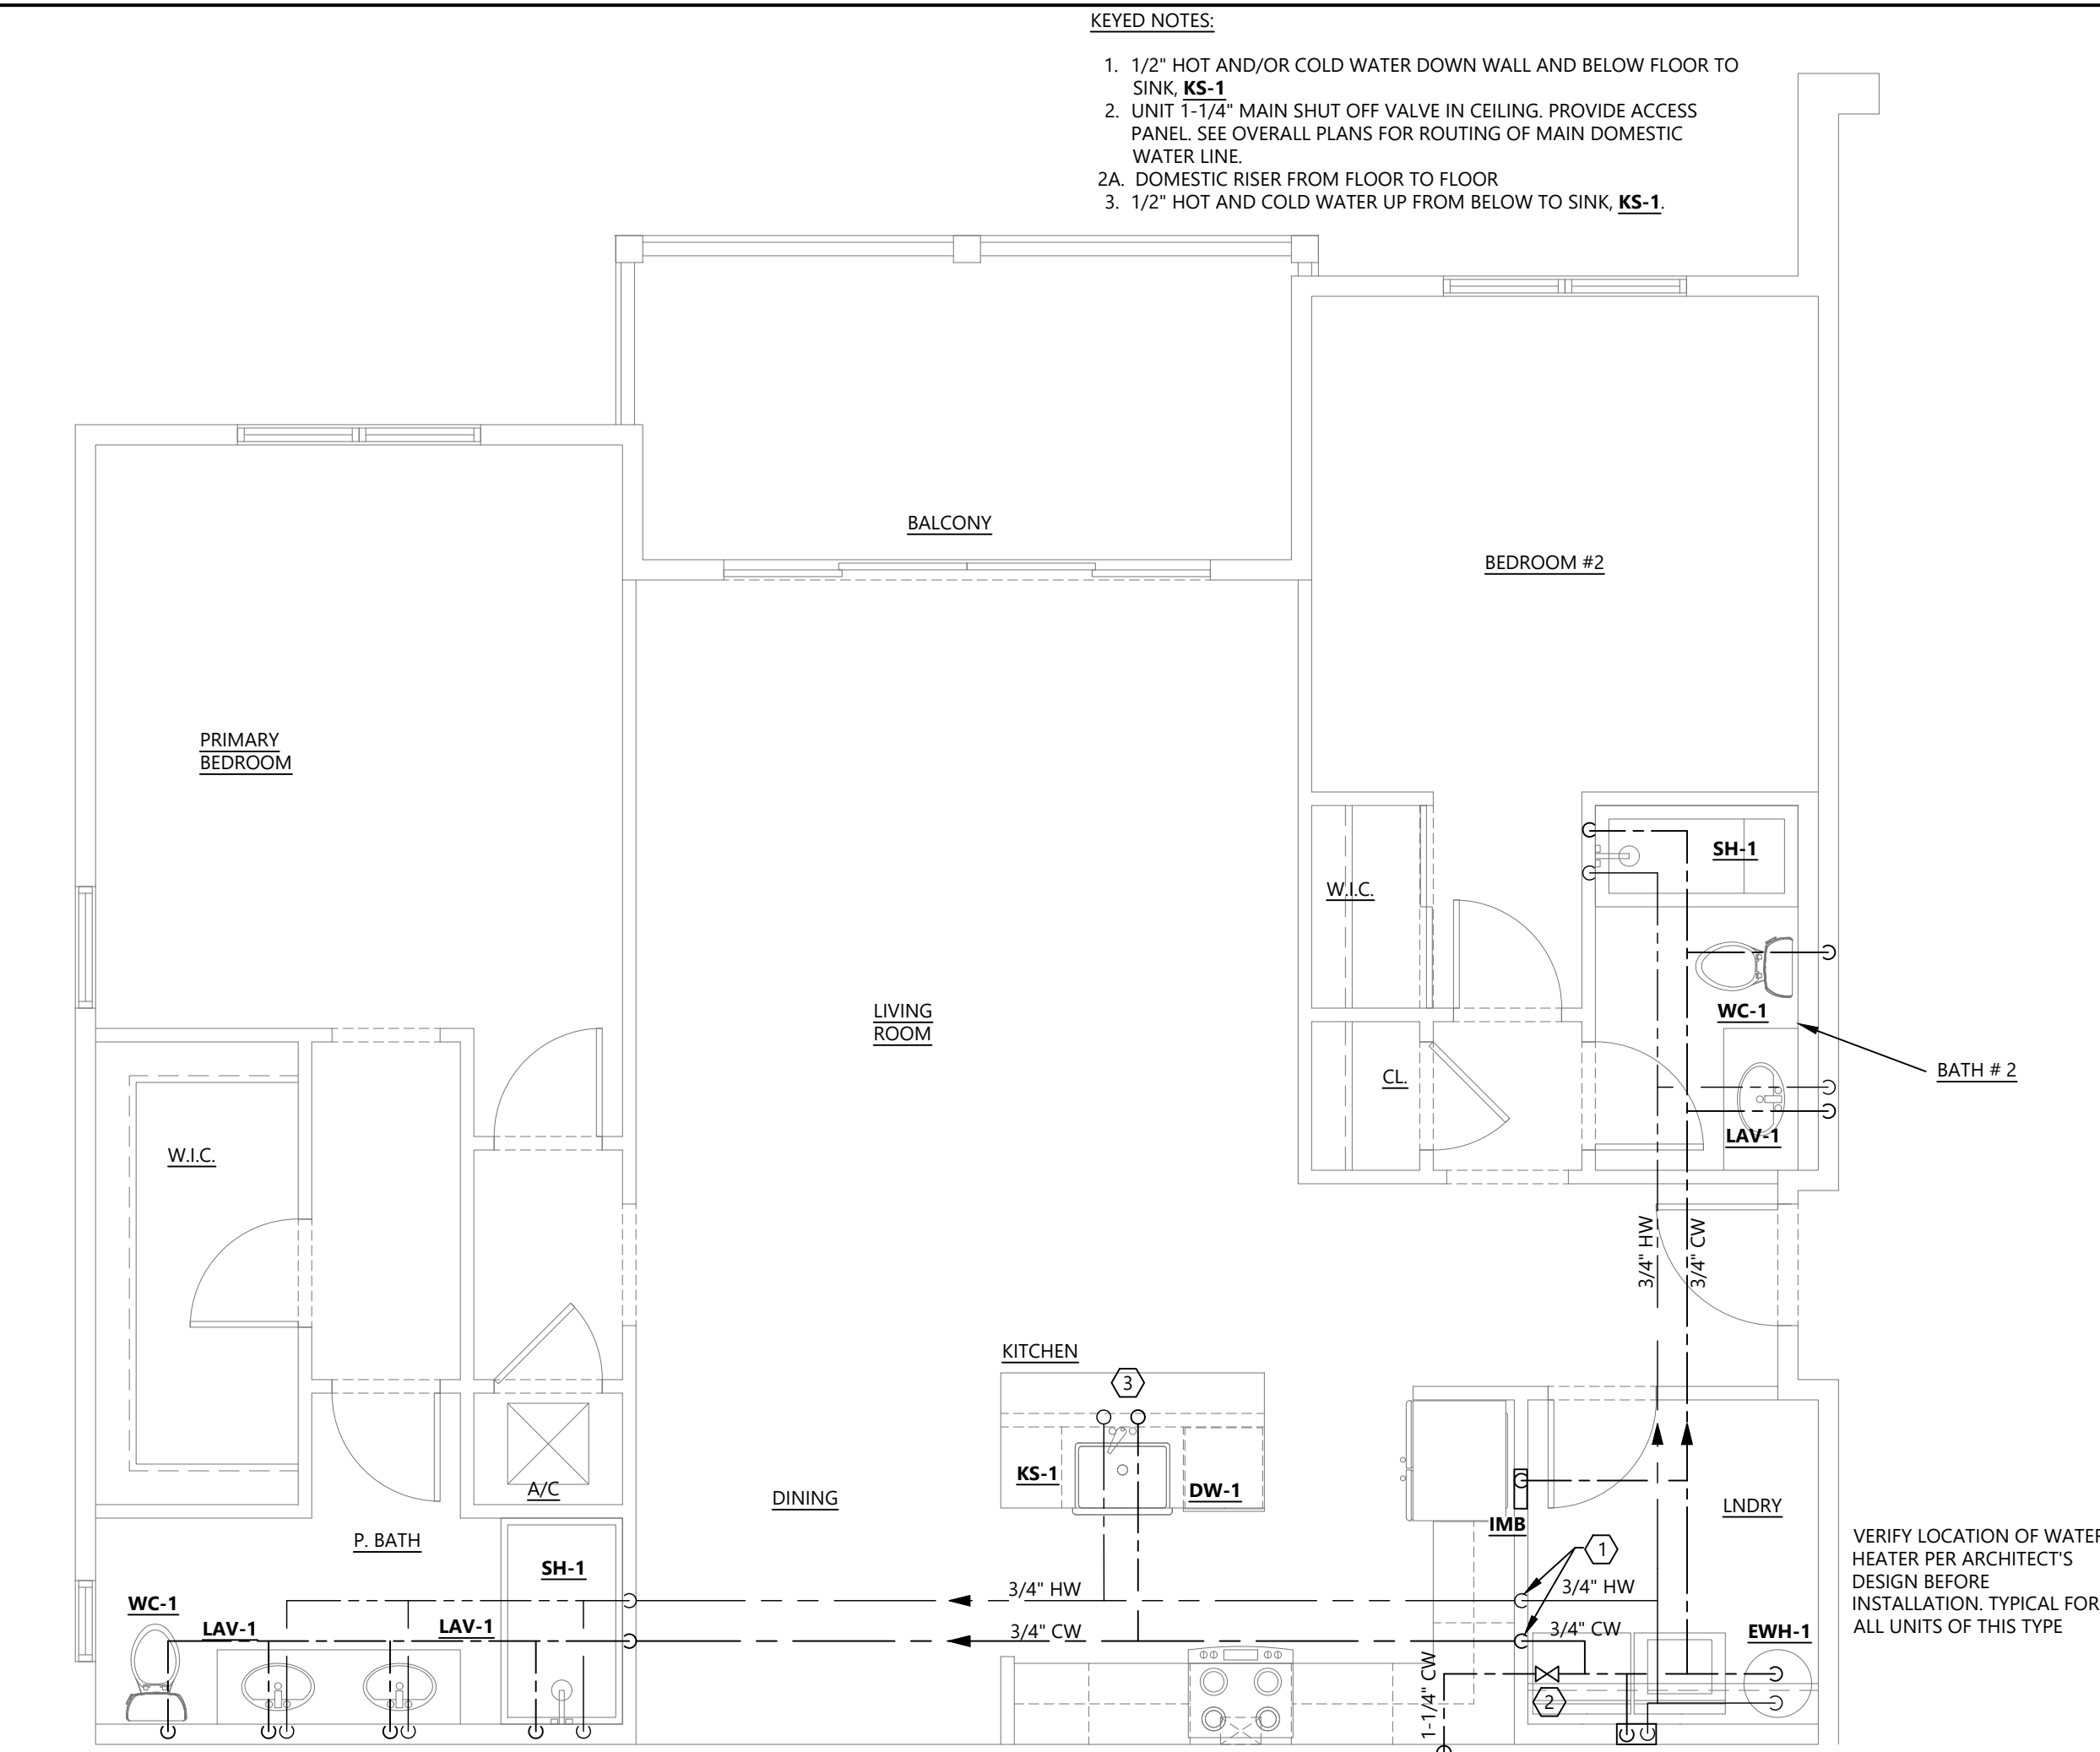 KEYED NOTES:
1. 1/2" HOT AND/OR COLD WATER DOWN WALL AND BELOW FLOOR TO
SINK, KS-1
2. UNIT 1-1/4" MAIN SHUT OFF VALVE IN CEILING. PROVIDE ACCESS
PANEL. SEE OVERALL PLANS FOR ROUTING OF MAIN DOMESTIC
WATER LINE.
2A. DOMESTIC RISER FROM FLOOR TO FLOOR
3. 1/2" HOT AND COLD WATER UP FROM BELOW TO SINK, KS-1.
BALCONY
BEDROOM #2
PRIMARY
BEDROOM
SH-1
W.I.C.
LIVING
ROOM
WC-1
CL.
BATH # 2
LAV-1
W.I.C.
3/4" HW
3/4" CW
KITCHEN
3
KS-1
DW-1
A/C
DINING
IMB
LNDRY
P. BATH
SH-1
1
VERIFY LOCATION OF WATER
HEATER PER ARCHITECT'S
DESIGN BEFORE
INSTALLATION. TYPICAL FOR
ALL UNITS OF THIS TYPE
3/4" HW
3/4" HW
WC-1
LAV-1
LAV-1
3/4" CW
3/4" CW
EWH-1
1-1/4" CW
2